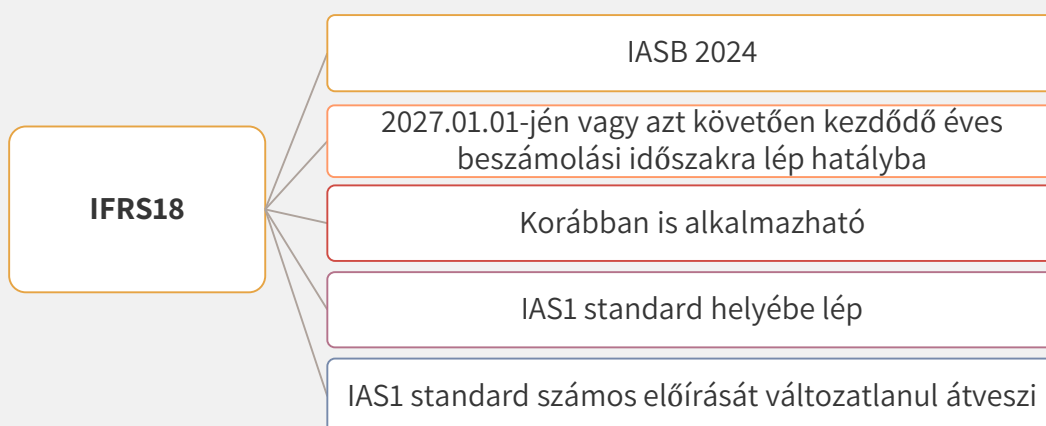 IFRS18
IASB 2024
2027.01.01-jén vagy azt követően kezdődő éves
beszámolási időszakra lép hatályba
Korábban is alkalmazható
IAS1 standard helyébe lép
IAS1 standard számos előírását változatlanul átveszi